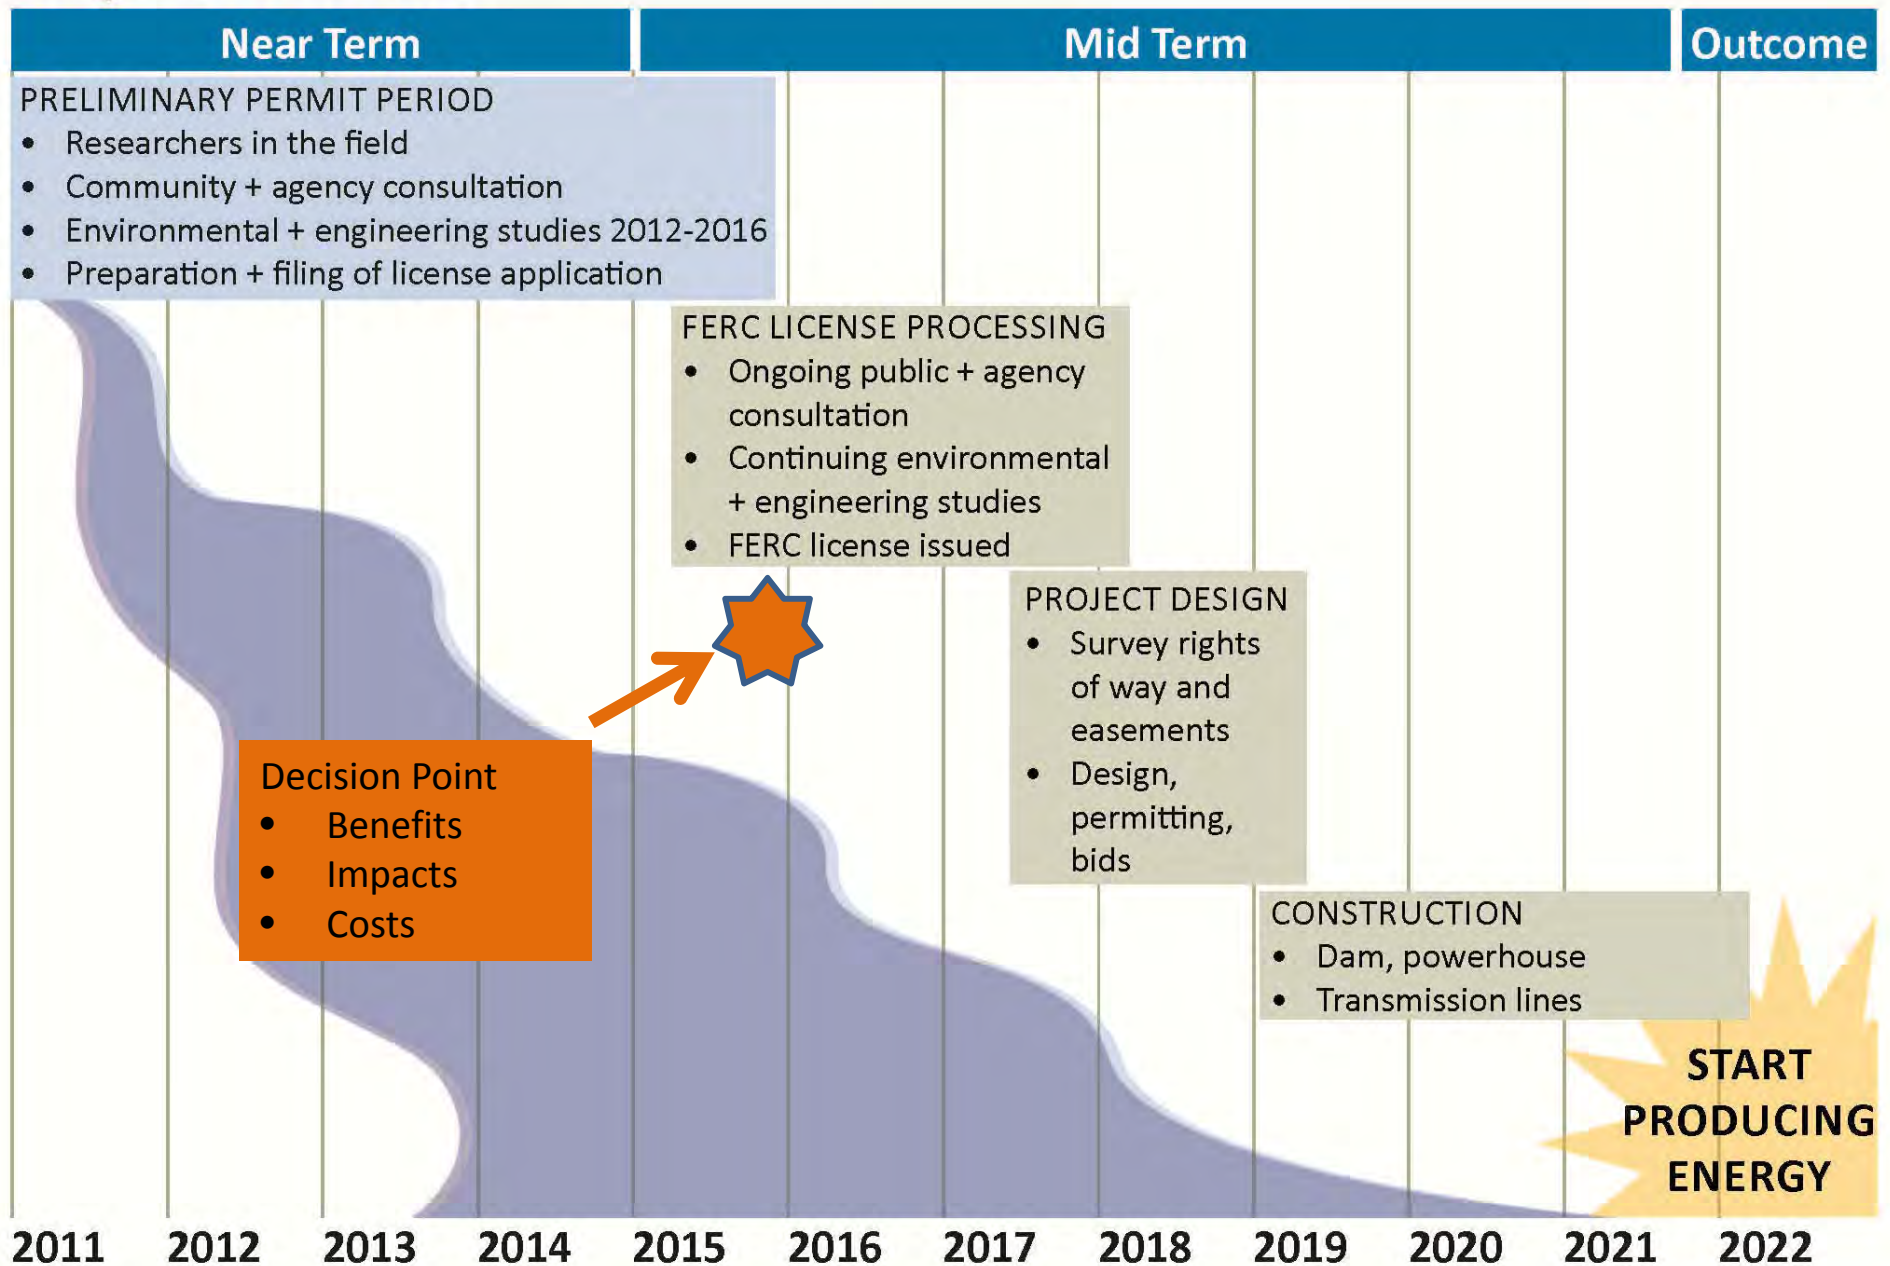 Near Term
Mid Term
Outcome
PRELIMINARY PERMIT PERIOD
• Researchers in the field
• Community + agency consultation
• Environmental + engineering studies 2012-2016
• Preparation + filing of license application
FERC LICENSE PROCESSING
• Ongoing public + agency
consultation
• Continuing environmental
+ engineering studies
• FERC license issued
PROJECT DESIGN
• Survey rights
of way and
easements
• Design,
permitting,
bids
Decision Point
• Benefits
• Impacts
• Costs
CONSTRUCTION
• Dam, powerhouse
• Transmission lines
START
PRODUCING
ENERGY
2011 2012 2013 2014 2015 2016 2017 2018 2019 2020 2021 2022